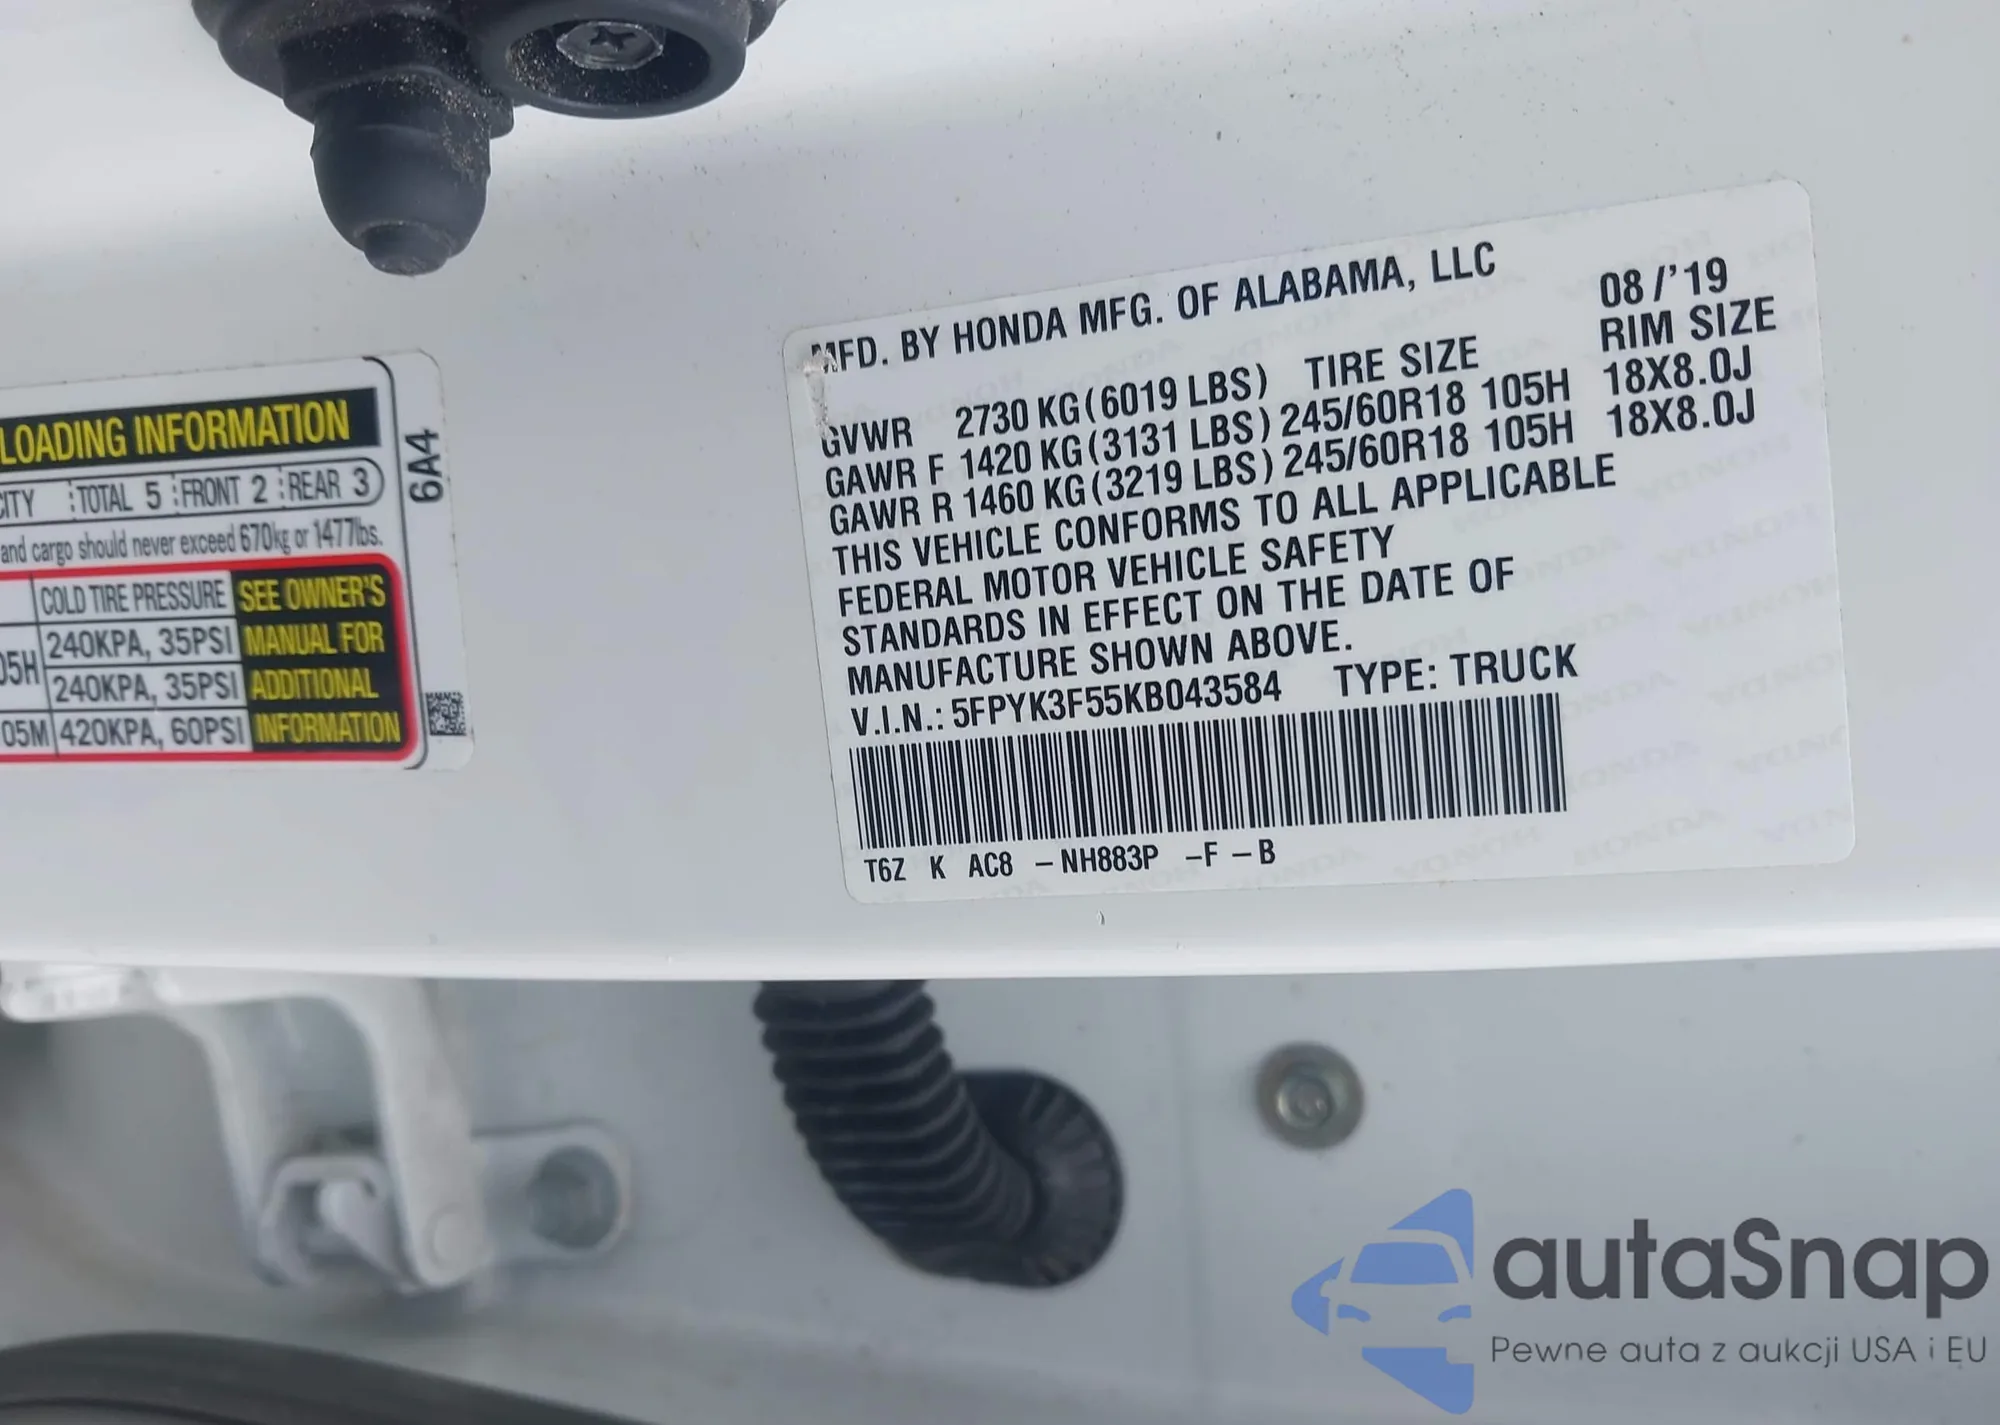 LOADING INFORMATION
CITY TOTAL 5 FRONT 2 REAR 3
and cargo should never exceed 670kg or 1477lbs.
COLD TIRE PRESSURE
05H 240KPA, 35PSI
240KPA, 35PSI
05M 420KPA, 60PSI
SEE OWNER'S
MANUAL FOR
ADDITIONAL
INFORMATION
6A4
MFD. BY HONDA MFG. OF ALABAMA, LLC 08/'19
GVWR 2730 KG(6019 LBS) TIRE SIZE RIM SIZE
GAWR F 1420 KG(3131 LBS) 245/60R18 105H 18X8.0J
GAWR R 1460 KG(3219 LBS) 245/60R18 105H 18X8.0J
THIS VEHICLE CONFORMS TO ALL APPLICABLE
FEDERAL MOTOR VEHICLE SAFETY
STANDARDS IN EFFECT ON THE DATE OF
MANUFACTURE SHOWN ABOVE.
V.I.N.: 5FPYK3F55KB043584 TYPE: TRUCK
T6Z K AC8 -NH883P -F-B
autaSnap
Pewne auta z aukcji USA i EU